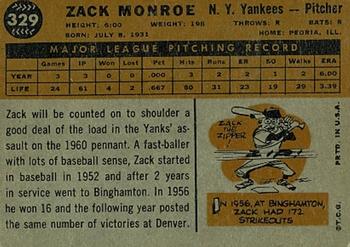 329
ZACK MONROE N. Y. Yankees — Pitcher
HEIGHT: 6:00 WEIGHT: 198 THROWS: R BATS: R
BORN: JULY 8, 1931 HOME: PEORIA, ILL.
MAJOR LEAGUE PITCHING RECORD
Games IP Won Lost Pct. Hits Runs ER SO BB ERA
YEAR 3 3 0 0 .000 3 2 2 1 2 6.00
LIFE 24 61 4 2 .667 60 31 23 19 29 3.39
Zack will be counted on to shoulder a
good deal of the load in the Yanks' as-
sault on the 1960 pennant. A fast-baller
with lots of baseball sense, Zack started
in baseball in 1952 and after 2 years
in service went to Binghamton. In 1956
he won 16 and the following year posted
the same number of victories at Denver.
ZACK
THE
ZIPPER
IN 1956, AT BINGHAMTON,
ZACK HAD 172
STRIKEOUTS
©T.C.G. PRTD. IN U.S.A.